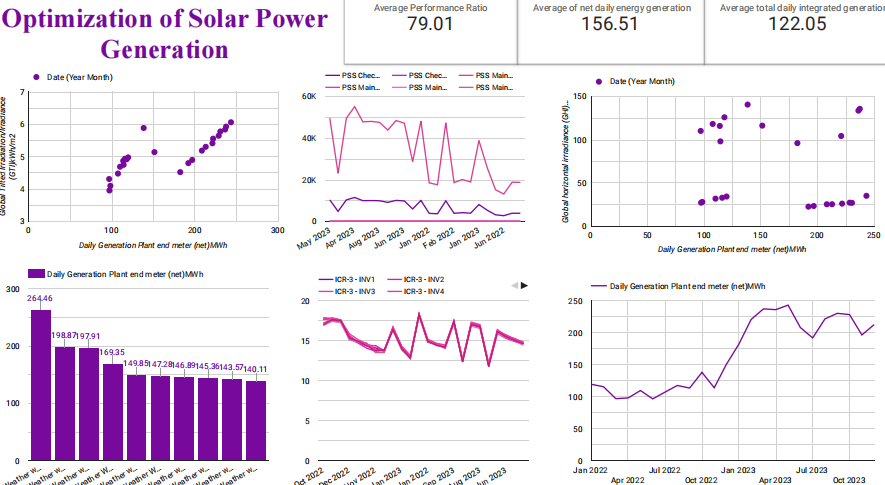 Optimization of Solar Power
Generation
Average Performance Ratio
79.01
Average of net daily energy generation
156.51
Average total daily integrated generation
122.05
Date (Year Month)
7
6
5
4
3
0
100
200
300
Global Tilted Irradiation/Irradiance
(GTI)kWh/m2
Daily Generation Plant end meter (net)MWh
PSS Chec... PSS Chec... PSS Main...
PSS Main... PSS Main... PSS Main...
60K
40K
20K
0
May 2023
Apr 2023
Aug 2023
Jun 2022
Jan 2022
Feb 2022
Jan 2023
Jun 2022
Date (Year Month)
150
100
50
0
0
50
100
150
200
250
Global horizontal irradiance (GHI)...
Daily Generation Plant end meter (net)MWh
Daily Generation Plant end meter (net)MWh
300
200
100
0
264.46
198.87
197.91
169.35
149.85
147.28
146.89
145.36
143.57
140.11
ICR-3 - INV1 ICR-3 - INV2
ICR-3 - INV3 ICR-3 - INV4
20
15
10
5
0
Oct 2022
Dec 2022
Nov 2022
Jan 2023
Jan 2022
Sep 2022
Aug 2023
Jun 2023
Daily Generation Plant end meter (net)MWh
250
200
150
100
50
0
Jan 2022
Apr 2022
Jul 2022
Oct 2022
Jan 2023
Apr 2023
Jul 2023
Oct 2023